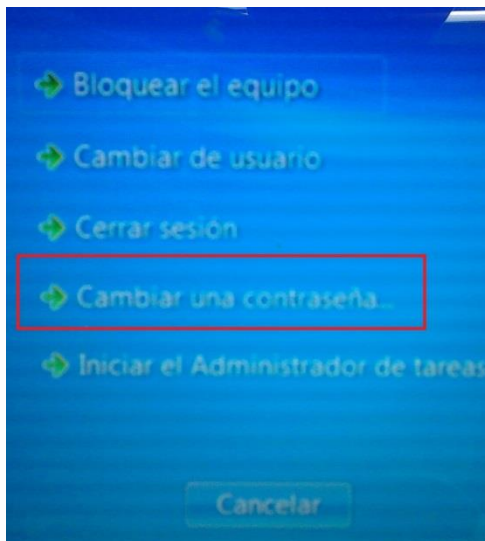 Bloquear el equipo
Cambiar de usuario
Cerrar sesión
Cambiar una contraseña...
Iniciar el Administrador de tareas
Cancelar